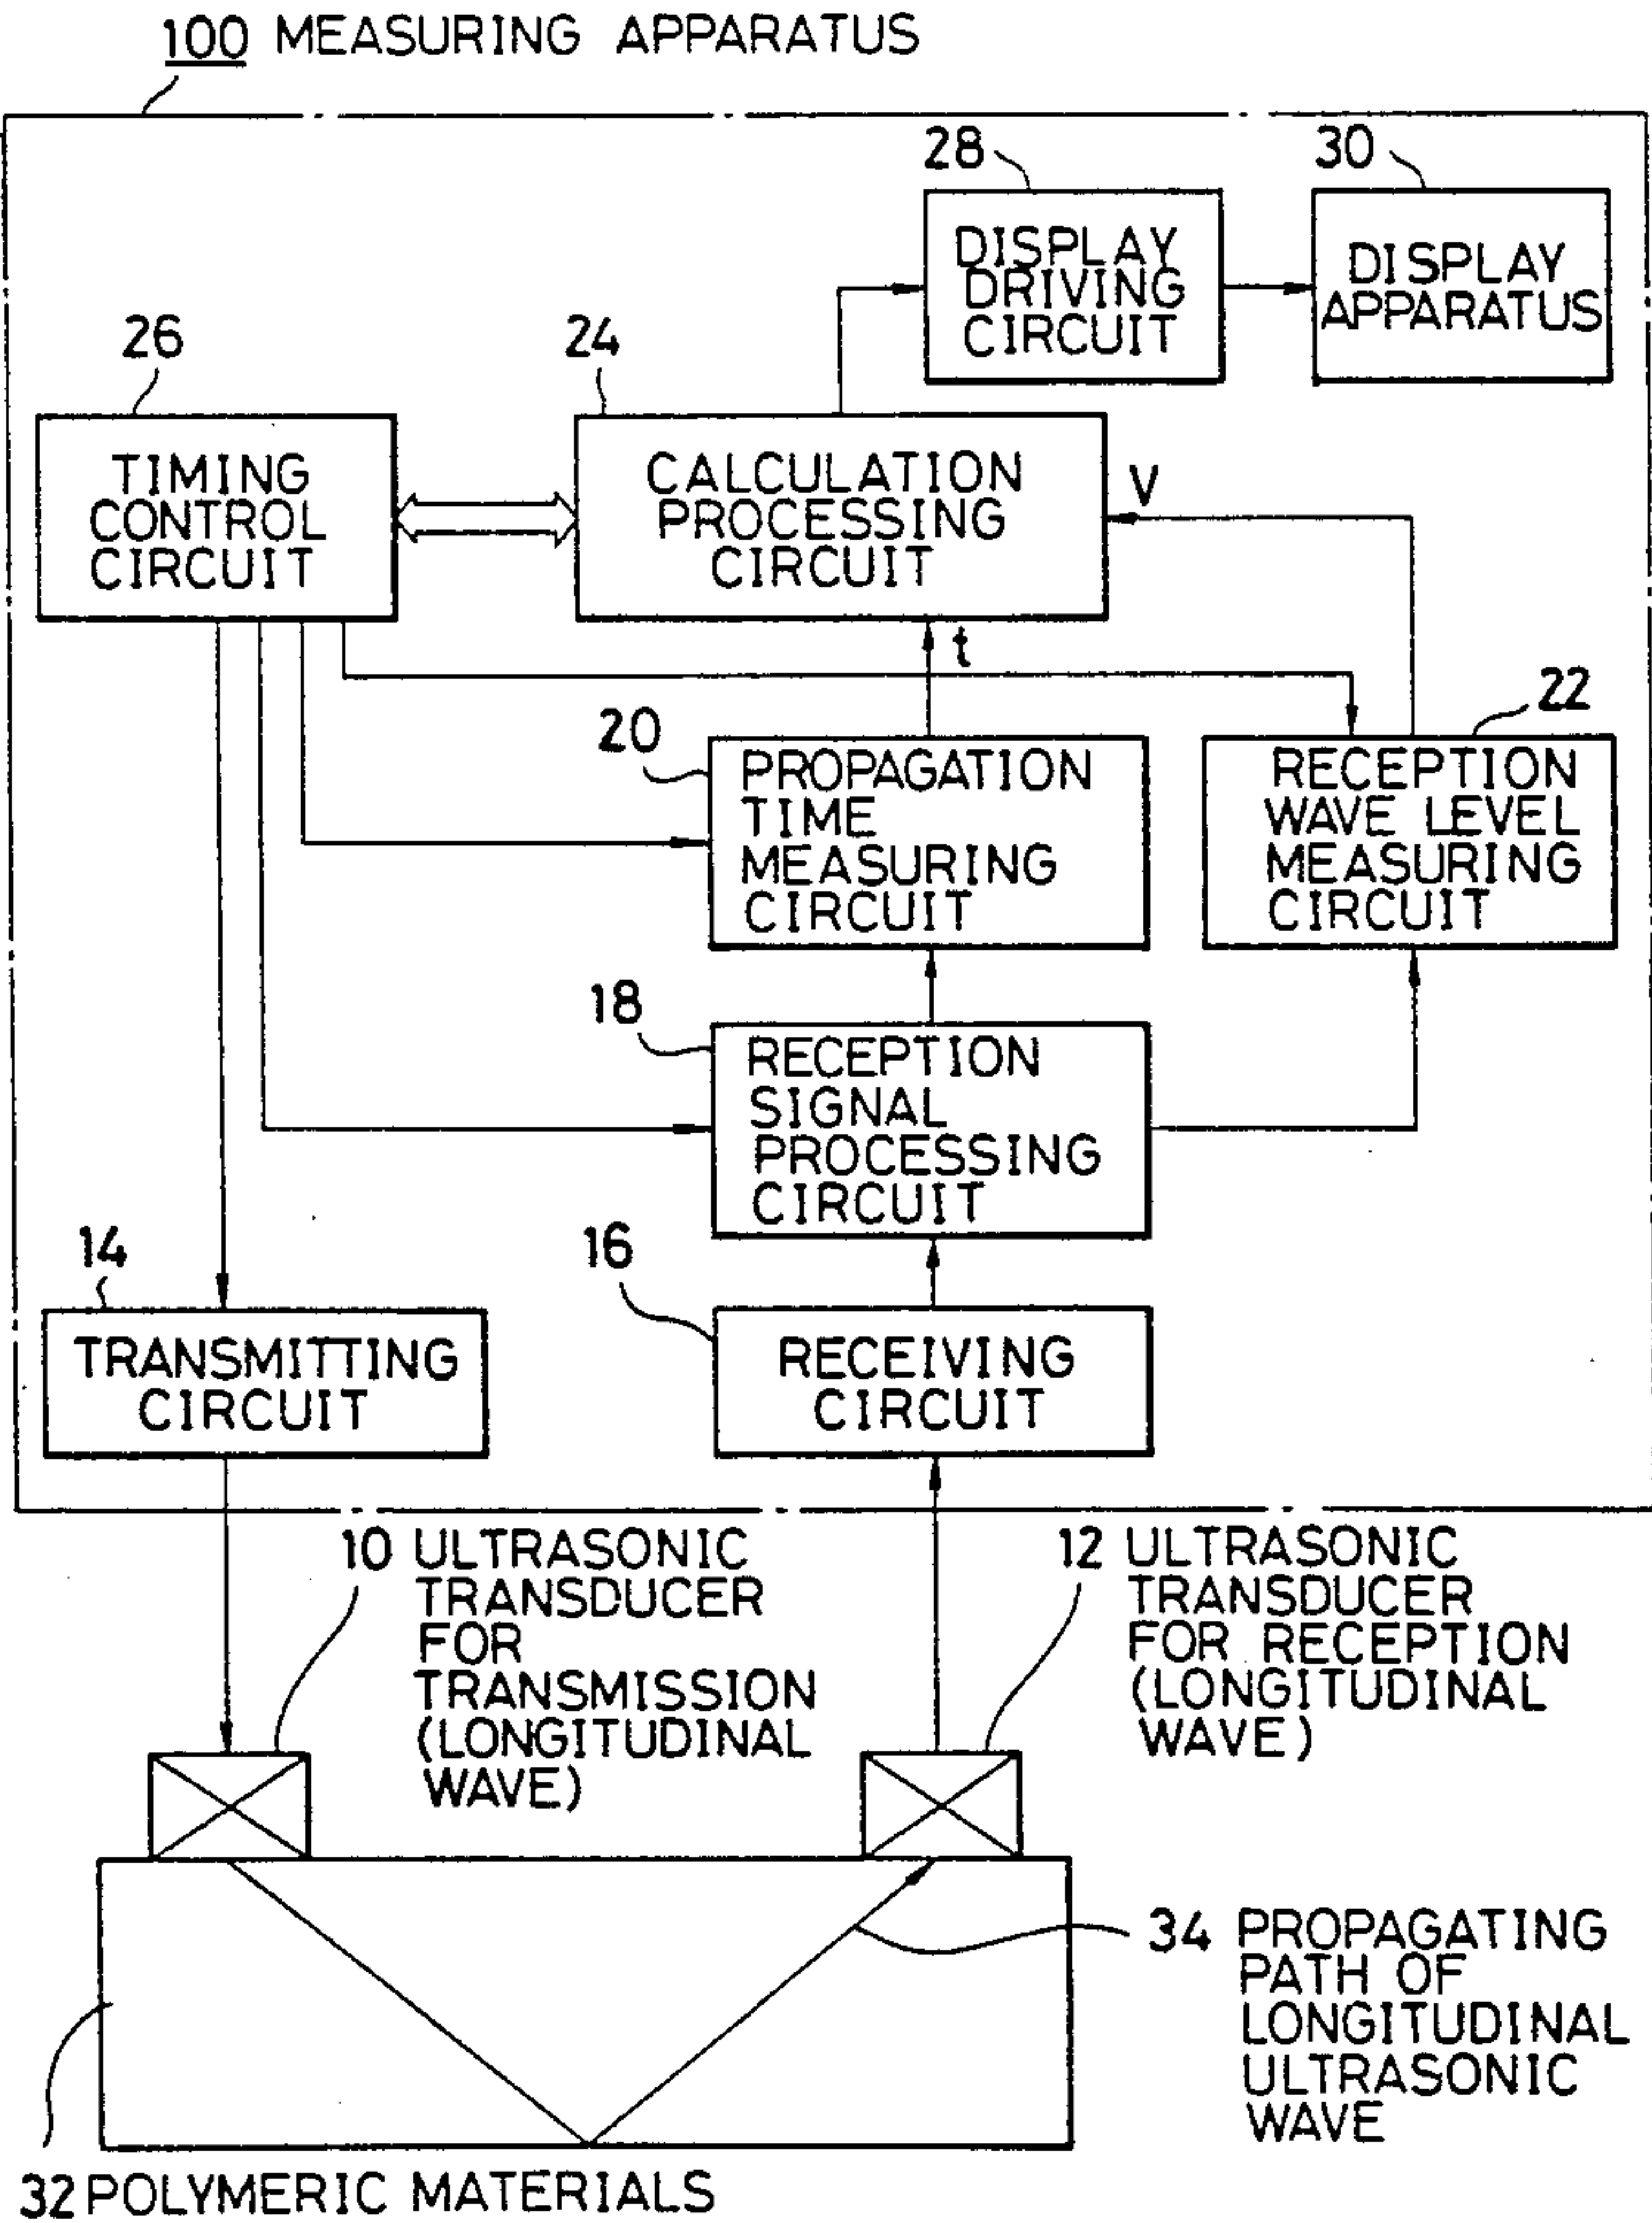 100 MEASURING APPARATUS
28
30
DISPLAY
DRIVING
CIRCUIT
DISPLAY
APPARATUS
26
24
TIMING
CONTROL
CIRCUIT
CALCULATION
PROCESSING
CIRCUIT
V
t
20
22
PROPAGATION
TIME
MEASURING
CIRCUIT
RECEPTION
WAVE LEVEL
MEASURING
CIRCUIT
18
RECEPTION
SIGNAL
PROCESSING
CIRCUIT
14
16
TRANSMITTING
CIRCUIT
RECEIVING
CIRCUIT
10 ULTRASONIC
TRANSDUCER
FOR
TRANSMISSION
(LONGITUDINAL
WAVE)
12 ULTRASONIC
TRANSDUCER
FOR RECEPTION
(LONGITUDINAL
WAVE)
34 PROPAGATING
PATH OF
LONGITUDINAL
ULTRASONIC
WAVE
32 POLYMERIC MATERIALS